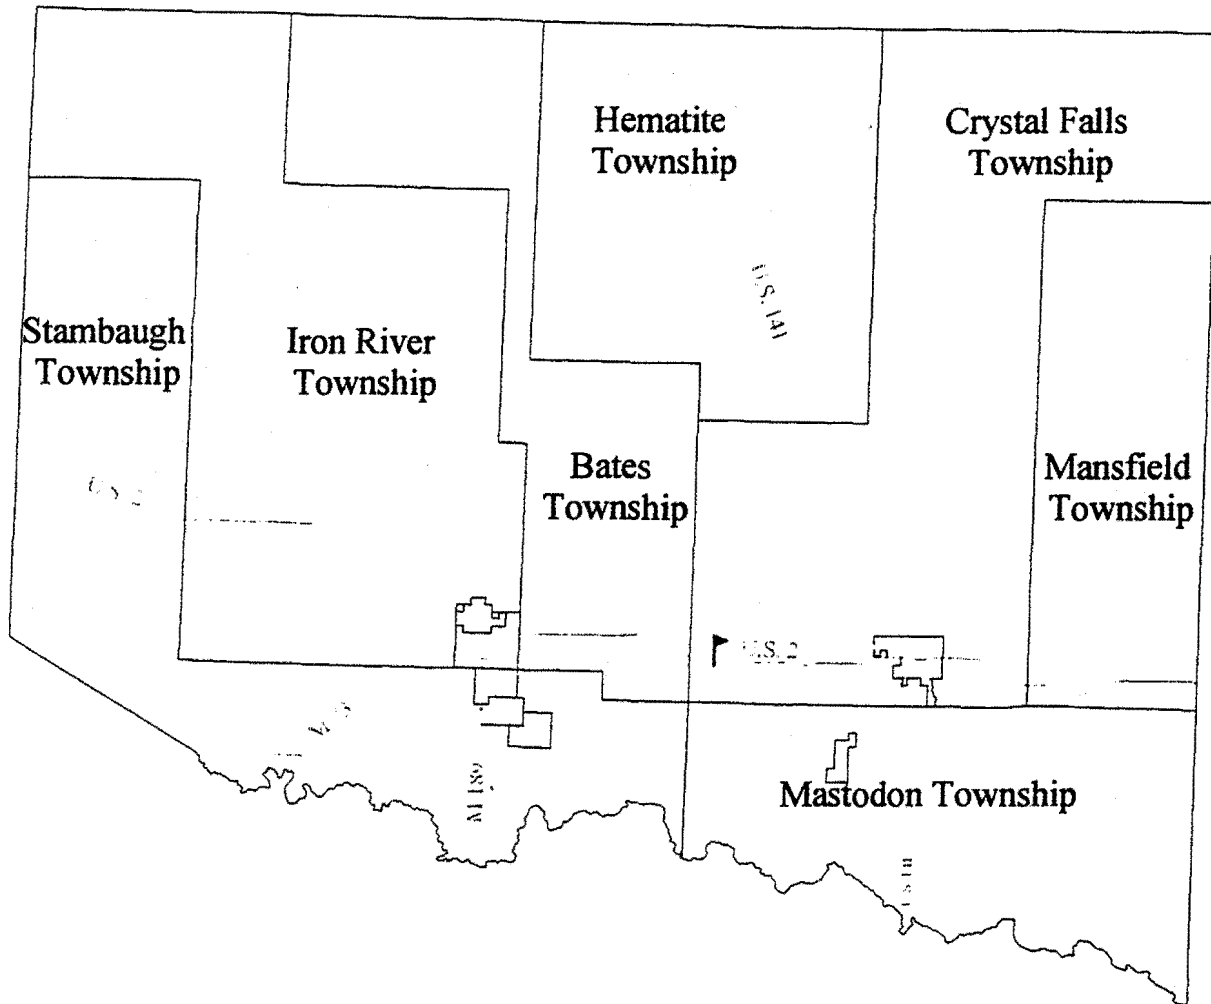 Hematite
Township
Crystal Falls
Township
U.S. 141
Stambaugh
Township
Iron River
Township
Bates
Township
Mansfield
Township
U.S. 2
U.S. 2
M 189
Mastodon Township